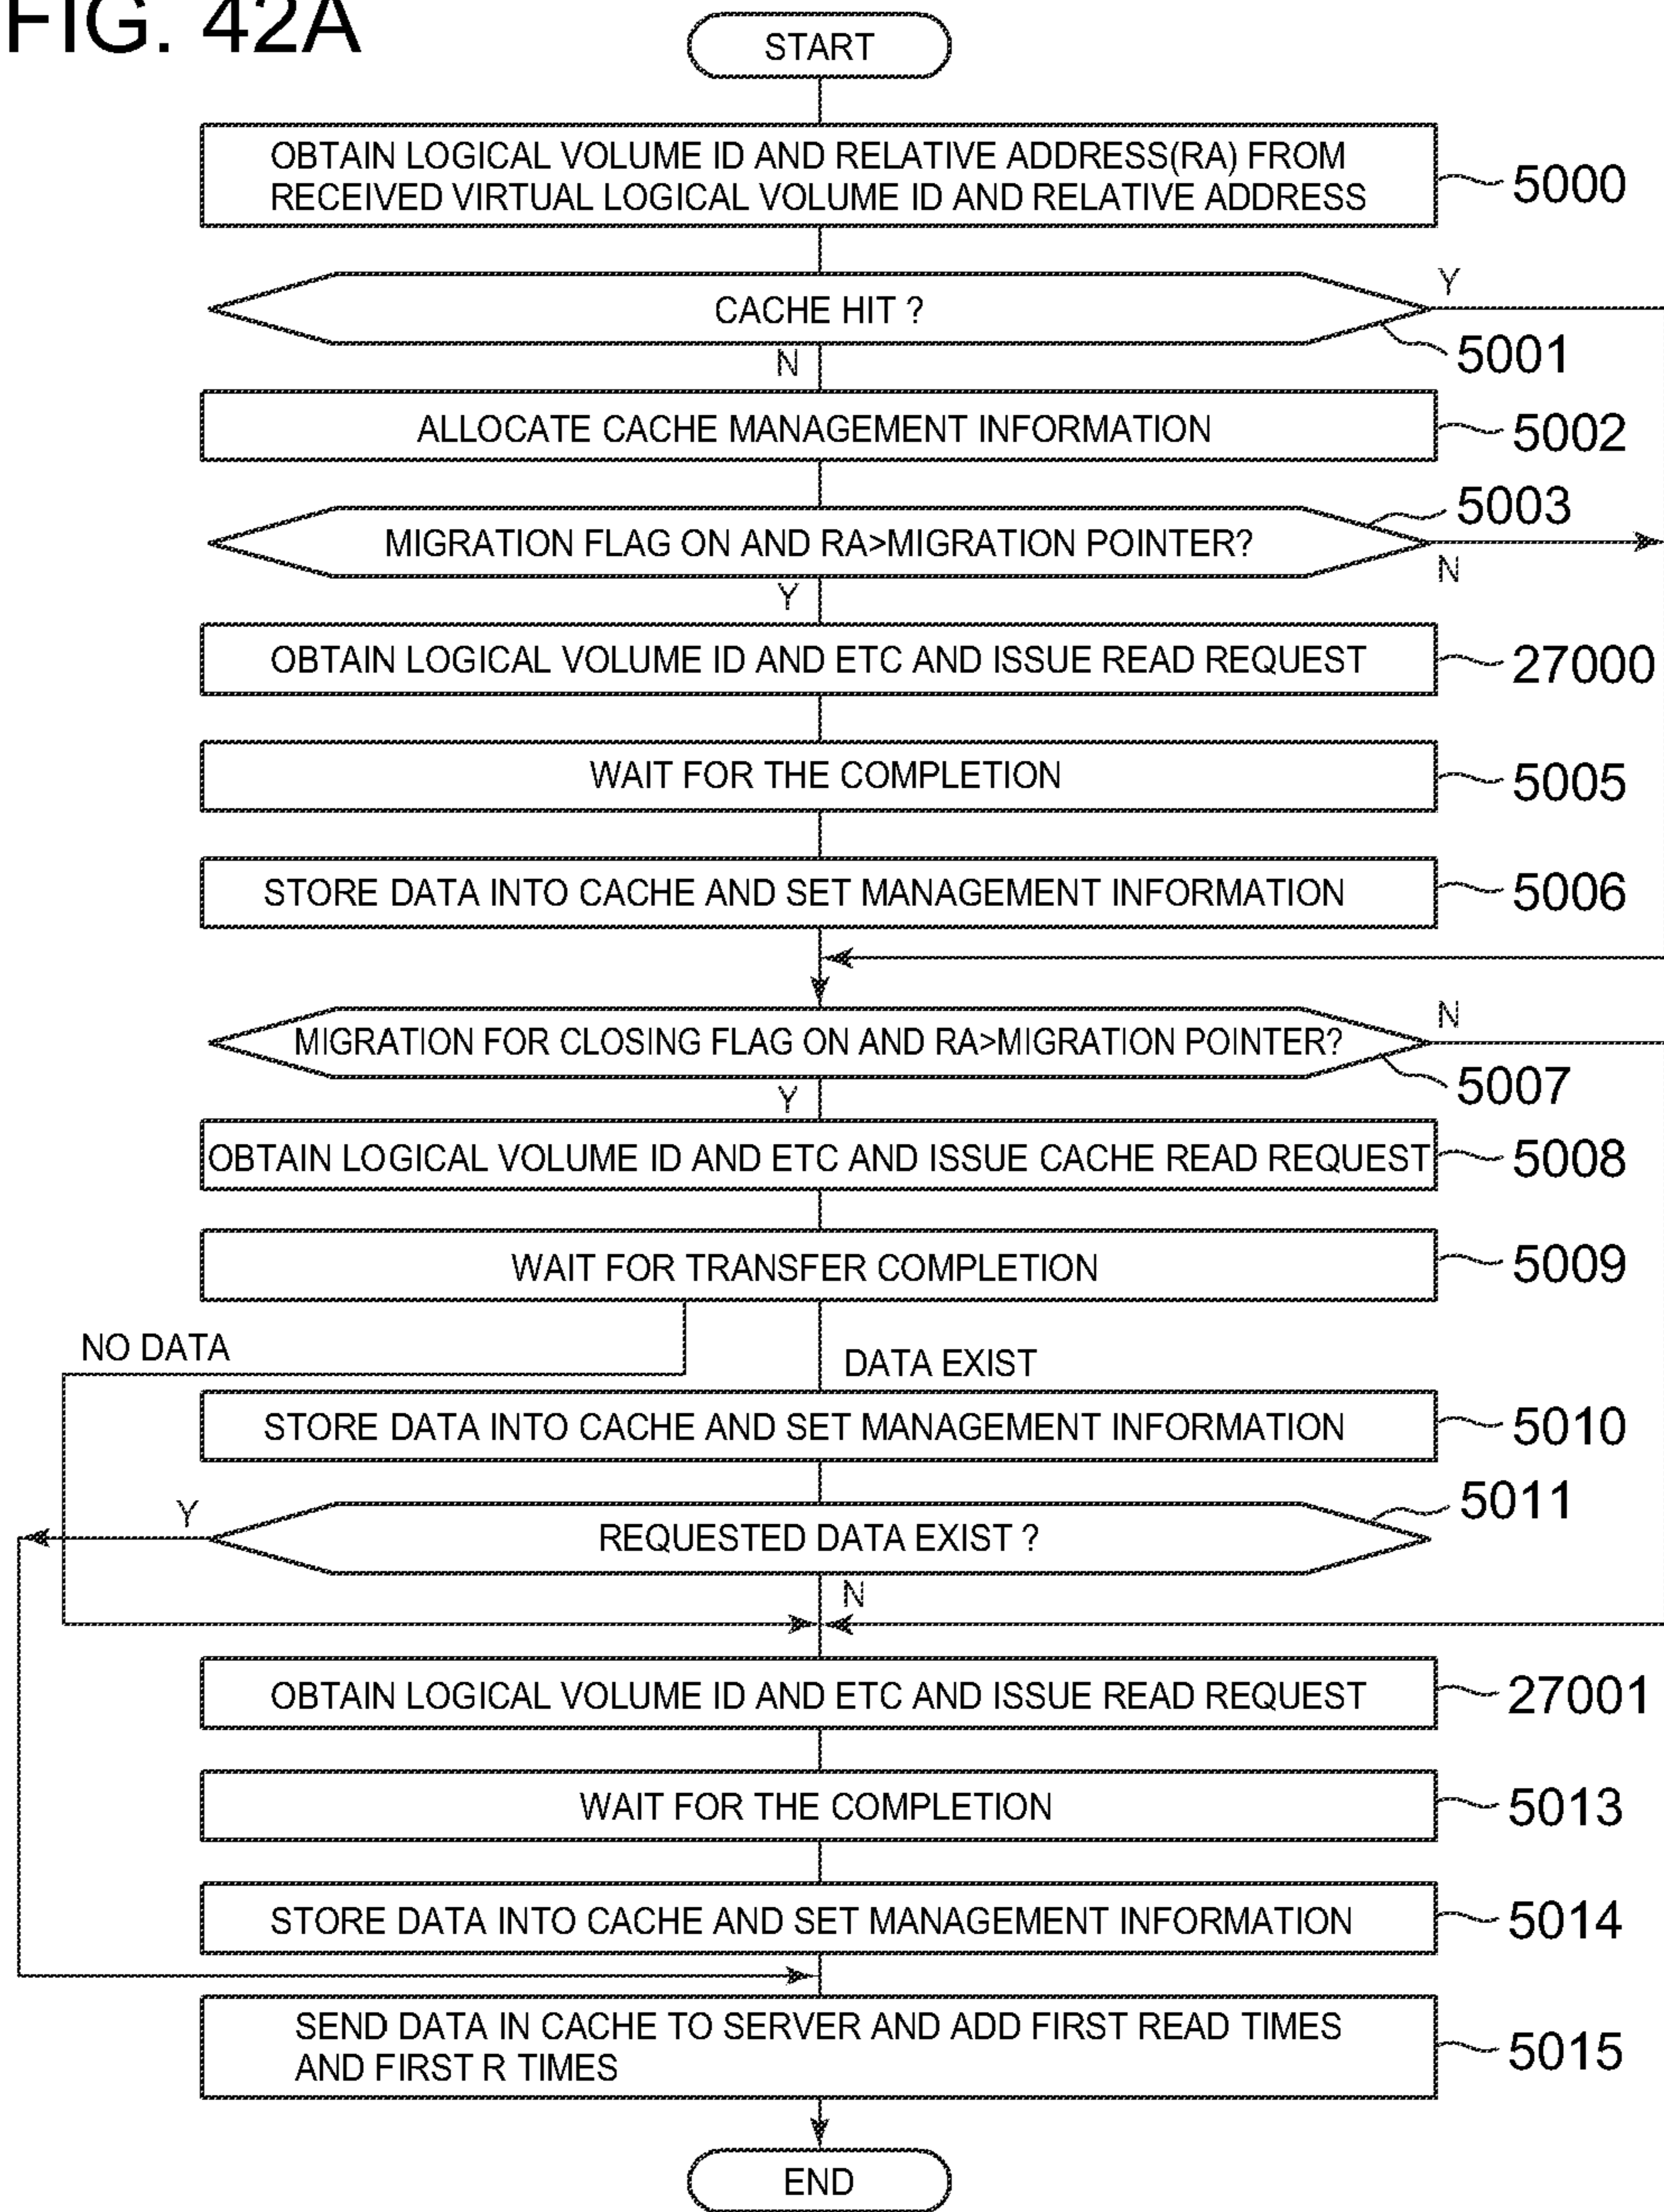 FIG. 42A
START
OBTAIN LOGICAL VOLUME ID AND RELATIVE ADDRESS(RA) FROM
RECEIVED VIRTUAL LOGICAL VOLUME ID AND RELATIVE ADDRESS
5000
CACHE HIT ?
Y
5001
N
ALLOCATE CACHE MANAGEMENT INFORMATION
5002
5003
MIGRATION FLAG ON AND RA>MIGRATION POINTER?
N
Y
OBTAIN LOGICAL VOLUME ID AND ETC AND ISSUE READ REQUEST
27000
WAIT FOR THE COMPLETION
5005
STORE DATA INTO CACHE AND SET MANAGEMENT INFORMATION
5006
N
MIGRATION FOR CLOSING FLAG ON AND RA>MIGRATION POINTER?
5007
Y
OBTAIN LOGICAL VOLUME ID AND ETC AND ISSUE CACHE READ REQUEST
5008
WAIT FOR TRANSFER COMPLETION
5009
NO DATA
DATA EXIST
STORE DATA INTO CACHE AND SET MANAGEMENT INFORMATION
5010
5011
Y
REQUESTED DATA EXIST ?
N
OBTAIN LOGICAL VOLUME ID AND ETC AND ISSUE READ REQUEST
27001
WAIT FOR THE COMPLETION
5013
STORE DATA INTO CACHE AND SET MANAGEMENT INFORMATION
5014
SEND DATA IN CACHE TO SERVER AND ADD FIRST READ TIMES
AND FIRST R TIMES
5015
END